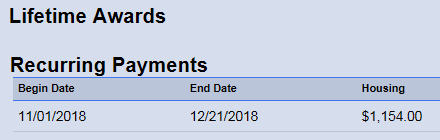 Lifetime Awards
Recurring Payments
Begin Date End Date Housing
11/01/2018 12/21/2018 $1,154.00